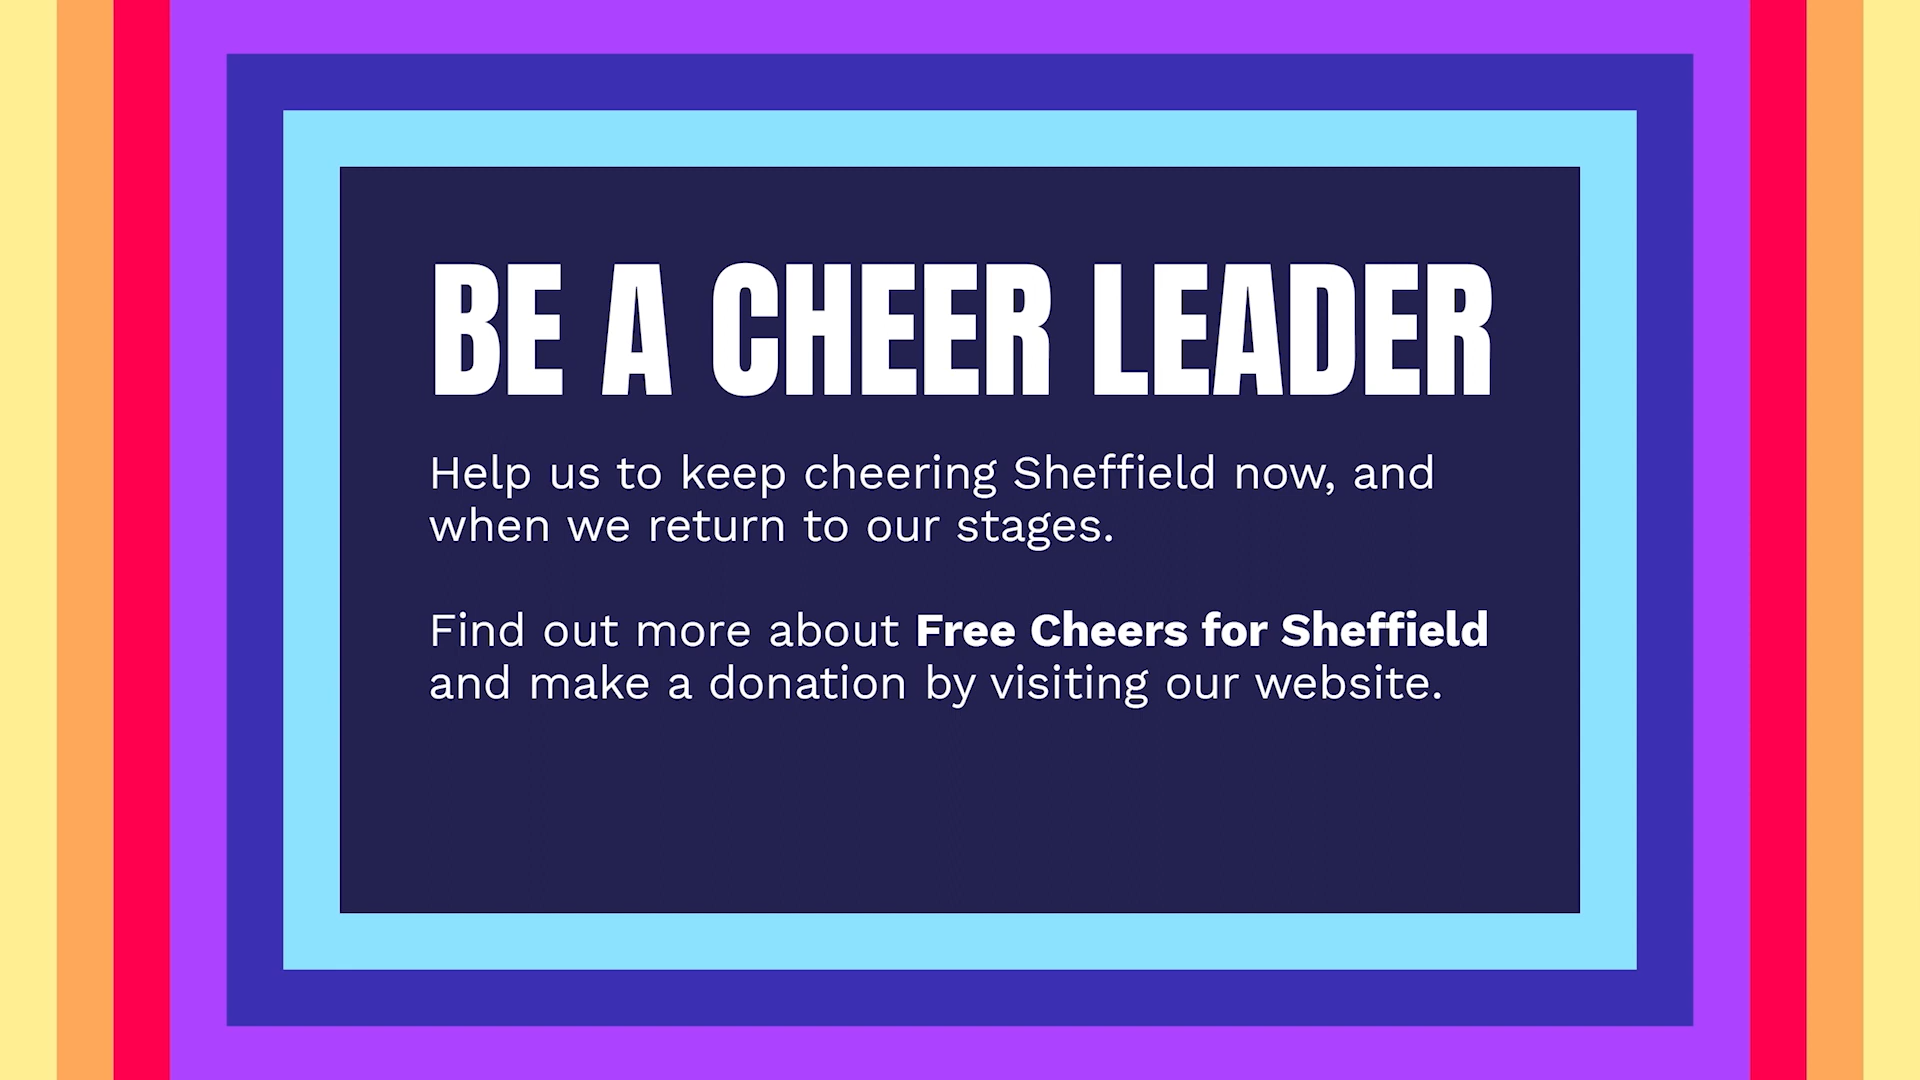 BE A CHEER LEADER
Help us to keep cheering Sheffield now, and
when we return to our stages.
Find out more about Free Cheers for Sheffield
and make a donation by visiting our website.